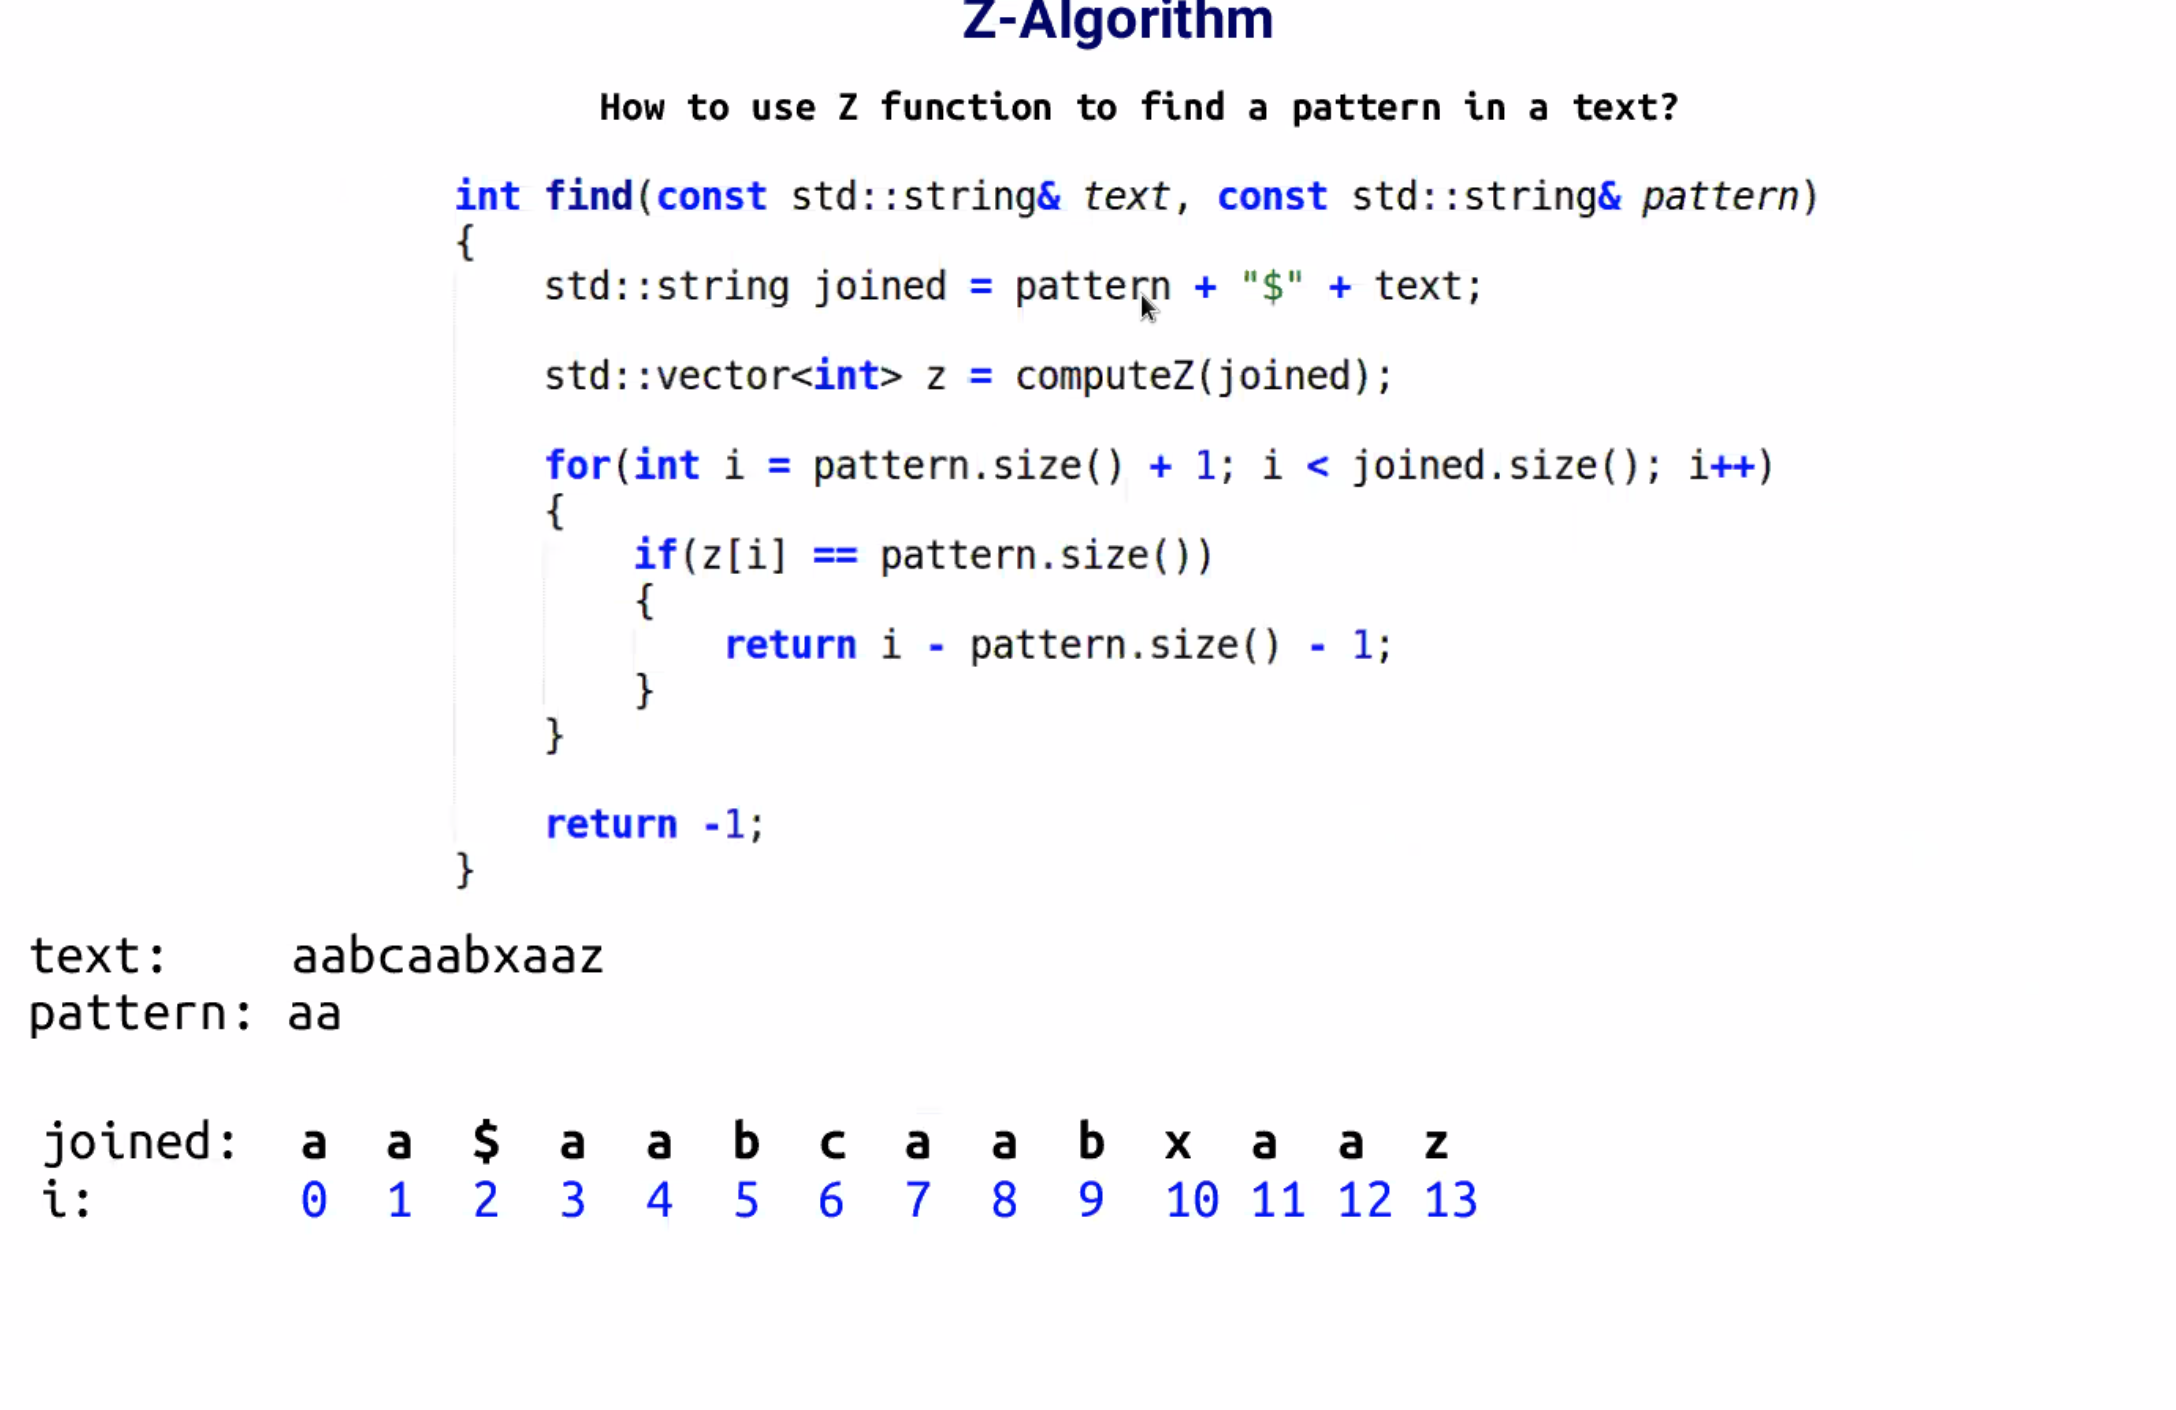 Z-Algorithm
How to use Z function to find a pattern in a text?
int find(const std::string& text, const std::string& pattern)
{
    std::string joined = pattern + "$" + text;
    std::vector<int> z = computeZ(joined);
    for(int i = pattern.size() + 1; i < joined.size(); i++)
    {
        if(z[i] == pattern.size())
        {
            return i - pattern.size() - 1;
        }
    }
    return -1;
}
text: aabcaabxaaz
pattern: aa
joined: a a $ a a b c a a b x a a z
i: 0 1 2 3 4 5 6 7 8 9 10 11 12 13